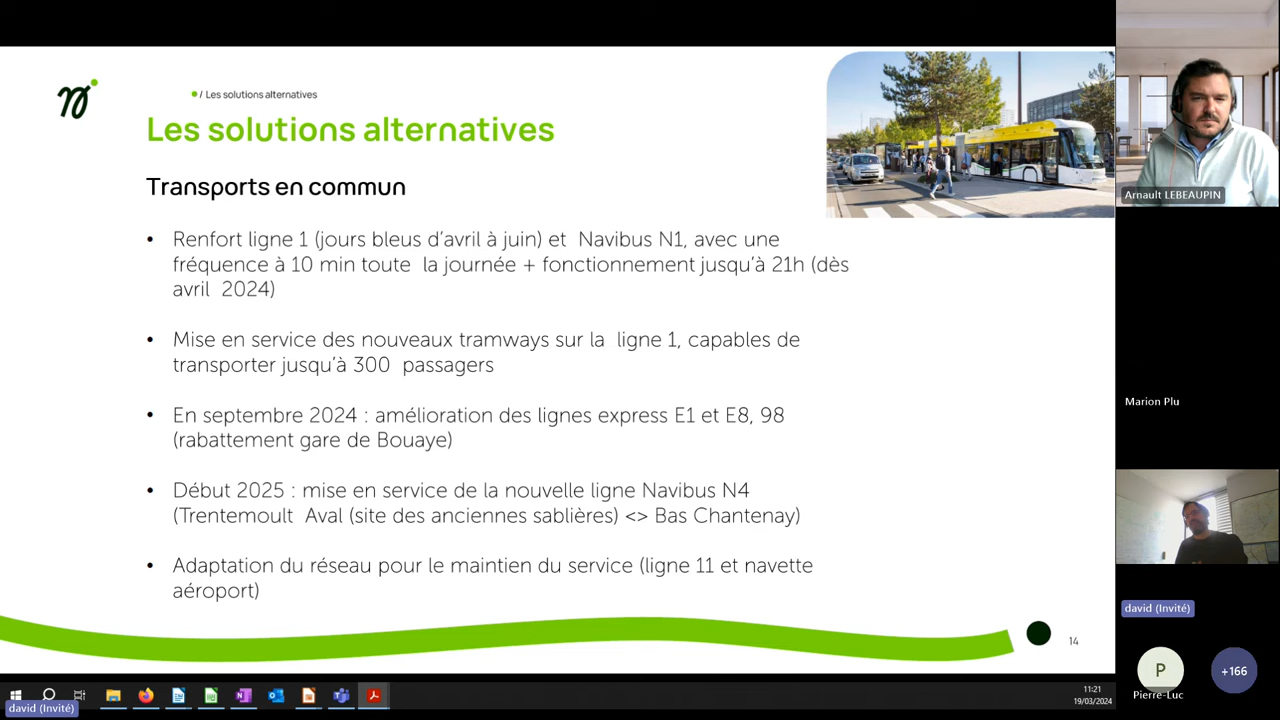 / Les solutions alternatives
Les solutions alternatives
Transports en commun
• Renfort ligne 1 (jours bleus d'avril à juin) et Navibus N1, avec une
fréquence à 10 min toute la journée + fonctionnement jusqu'à 21h (dès
avril 2024)
• Mise en service des nouveaux tramways sur la ligne 1, capables de
transporter jusqu'à 300 passagers
• En septembre 2024 : amélioration des lignes express E1 et E8, 98
(rabattement gare de Bouaye)
• Début 2025 : mise en service de la nouvelle ligne Navibus N4
(Trentemoult Aval (site des anciennes sablières) <> Bas Chantenay)
• Adaptation du réseau pour le maintien du service (ligne 11 et navette
aéroport)
14
Arnault LEBEAUPIN
Marion Plu
david (Invité)
P
+166
Pierre-Luc
11:21
19/03/2024
david (Invité)